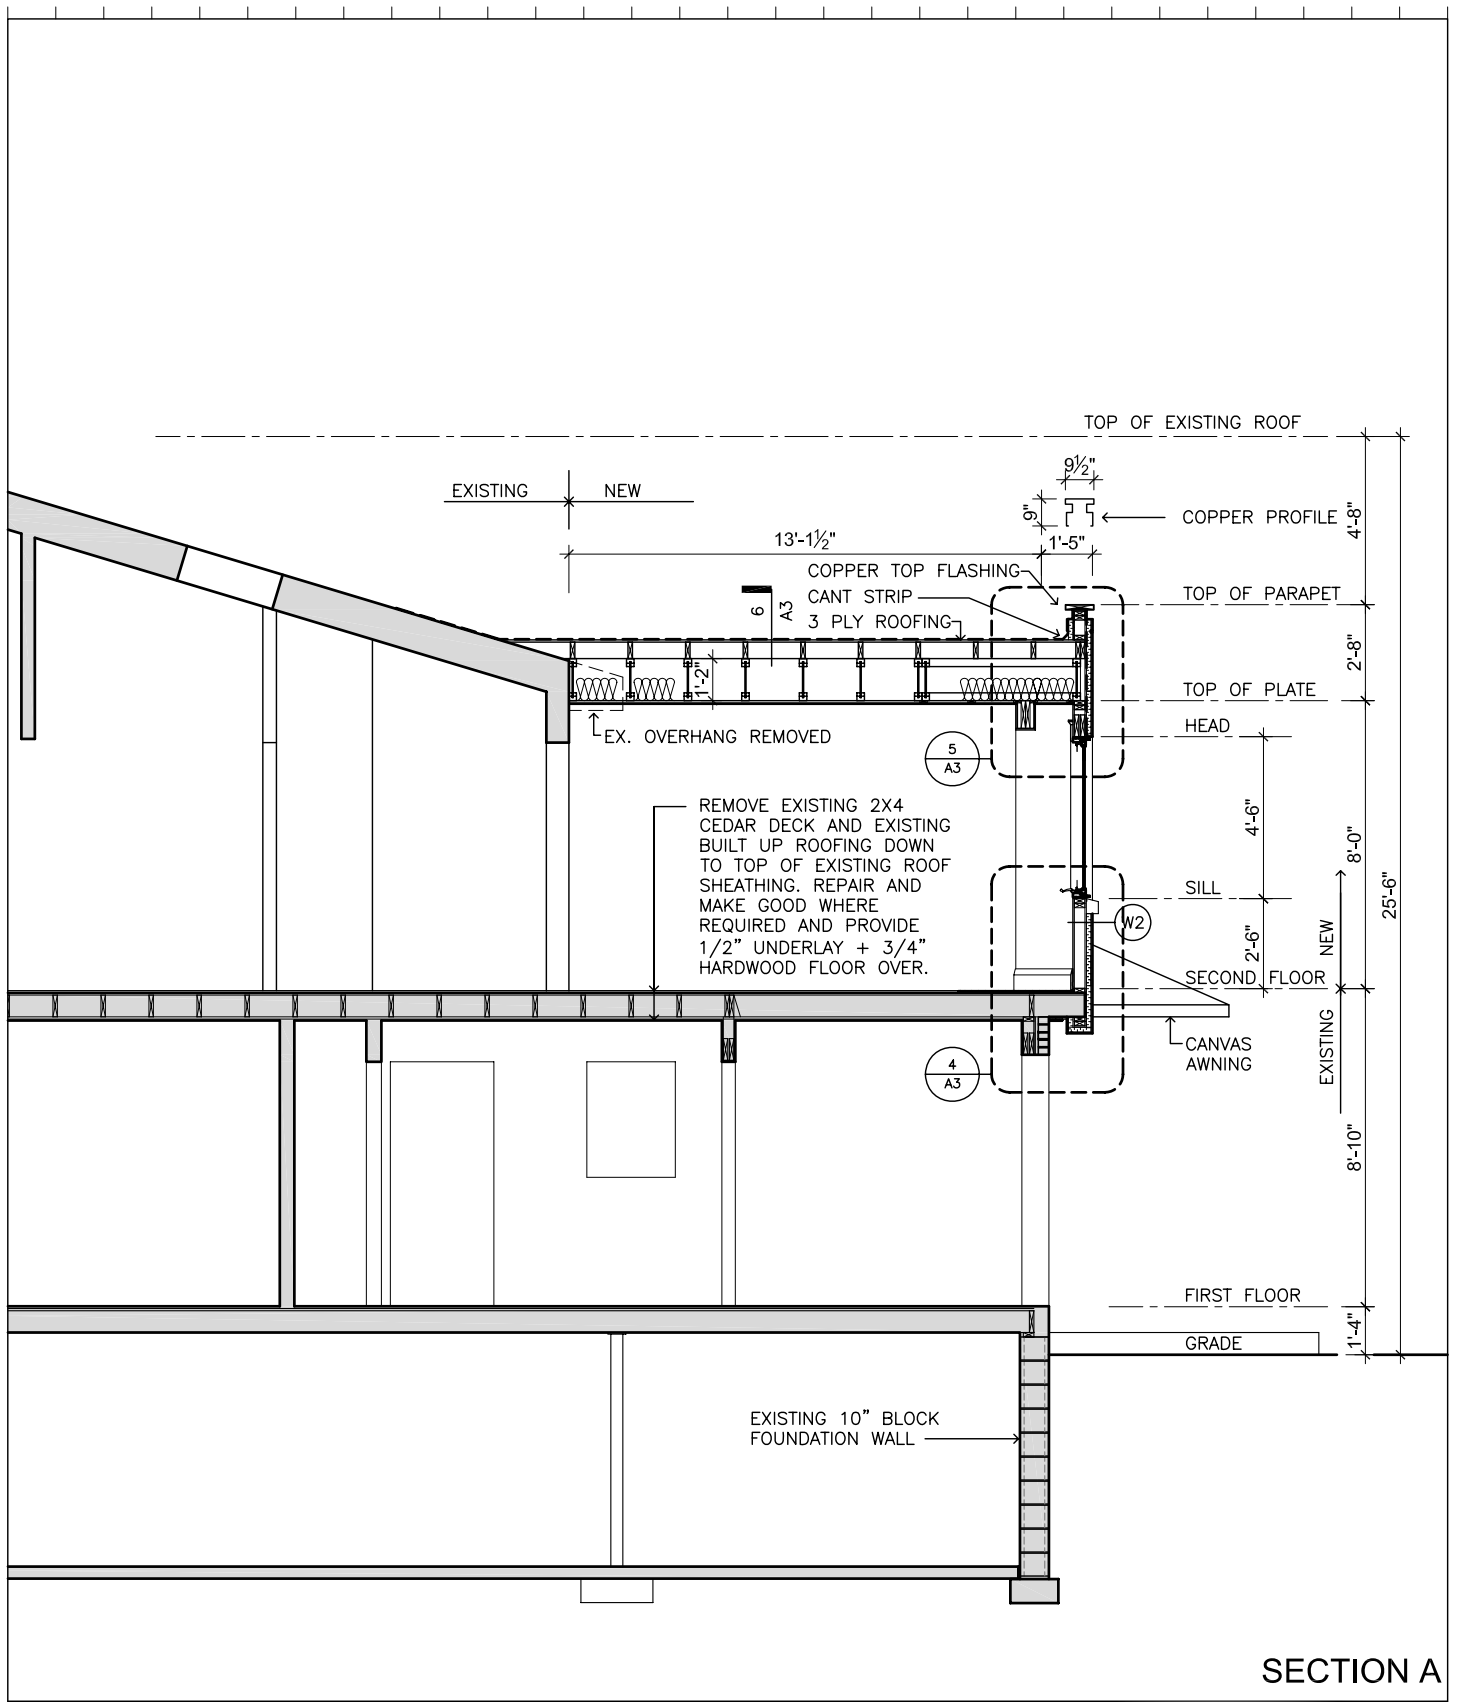 TOP OF EXISTING ROOF
9½"
EXISTING
NEW
9"
COPPER PROFILE
4'-8"
13'-1½"
1'-5"
COPPER TOP FLASHING
CANT STRIP
3 PLY ROOFING
6
A3
TOP OF PARAPET
2'-8"
1'-2"
TOP OF PLATE
HEAD
EX. OVERHANG REMOVED
5
A3
REMOVE EXISTING 2X4
CEDAR DECK AND EXISTING
BUILT UP ROOFING DOWN
TO TOP OF EXISTING ROOF
SHEATHING. REPAIR AND
MAKE GOOD WHERE
REQUIRED AND PROVIDE
1/2" UNDERLAY + 3/4"
HARDWOOD FLOOR OVER.
4'-6"
8'-0"
25'-6"
SILL
W2
2'-6"
NEW
SECOND FLOOR
EXISTING
CANVAS
AWNING
4
A3
8'-10"
FIRST FLOOR
1'-4"
GRADE
EXISTING 10" BLOCK
FOUNDATION WALL
SECTION A